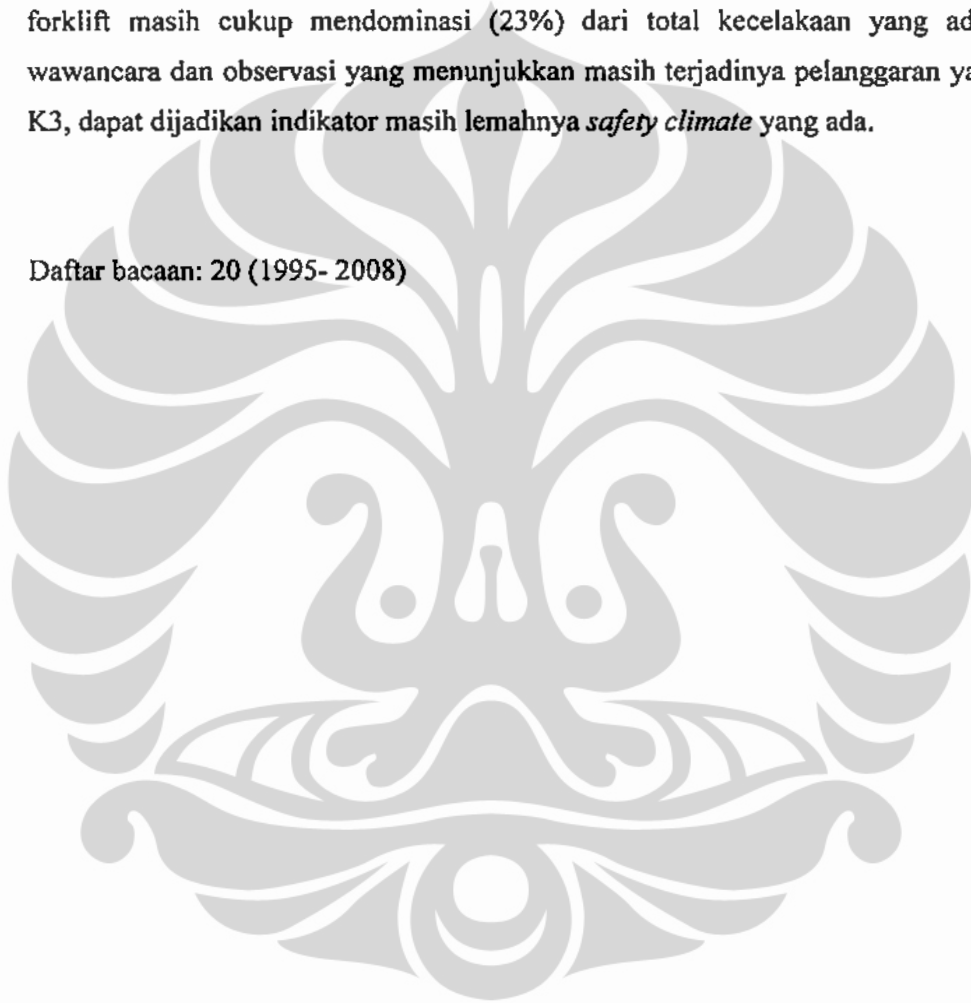 forklift masih cukup mendominasi (23%) dari total kecelakaan yang ad
wawancara dan observasi yang menunjukkan masih terjadinya pelanggaran ya
K3, dapat dijadikan indikator masih lemahnya safety climate yang ada.
Daftar bacaan: 20 (1995- 2008)